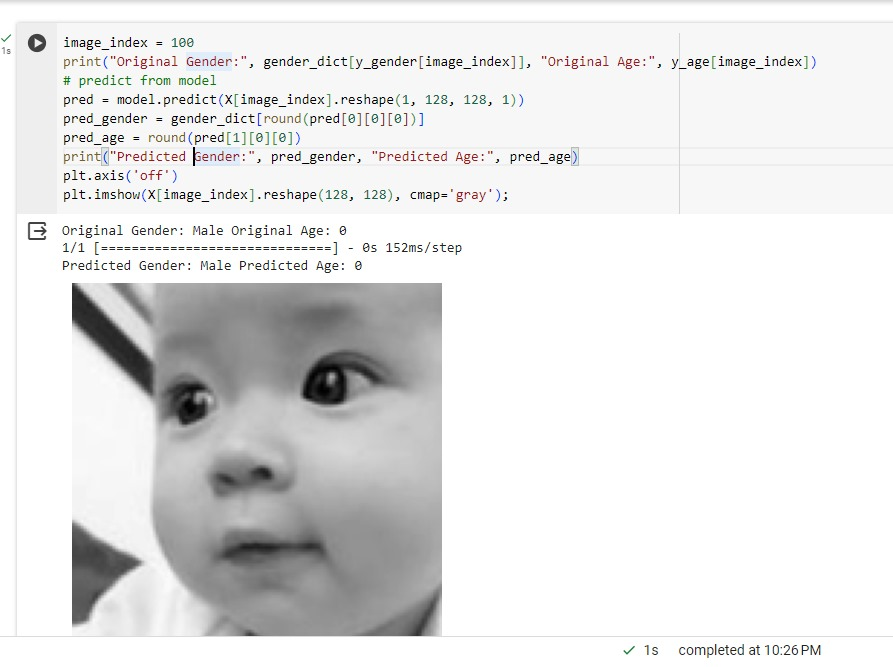 1s
image_index = 100
print("Original Gender:", gender_dict[y_gender[image_index]], "Original Age:", y_age[image_index])
# predict from model
pred = model.predict(X[image_index].reshape(1, 128, 128, 1))
pred_gender = gender_dict[round(pred[0][0][0])]
pred_age = round(pred[1][0][0])
print("Predicted Gender:", pred_gender, "Predicted Age:", pred_age)
plt.axis('off')
plt.imshow(X[image_index].reshape(128, 128), cmap='gray');
Original Gender: Male Original Age: 0
1/1 [==============================] - 0s 152ms/step
Predicted Gender: Male Predicted Age: 0
1s completed at 10:26 PM